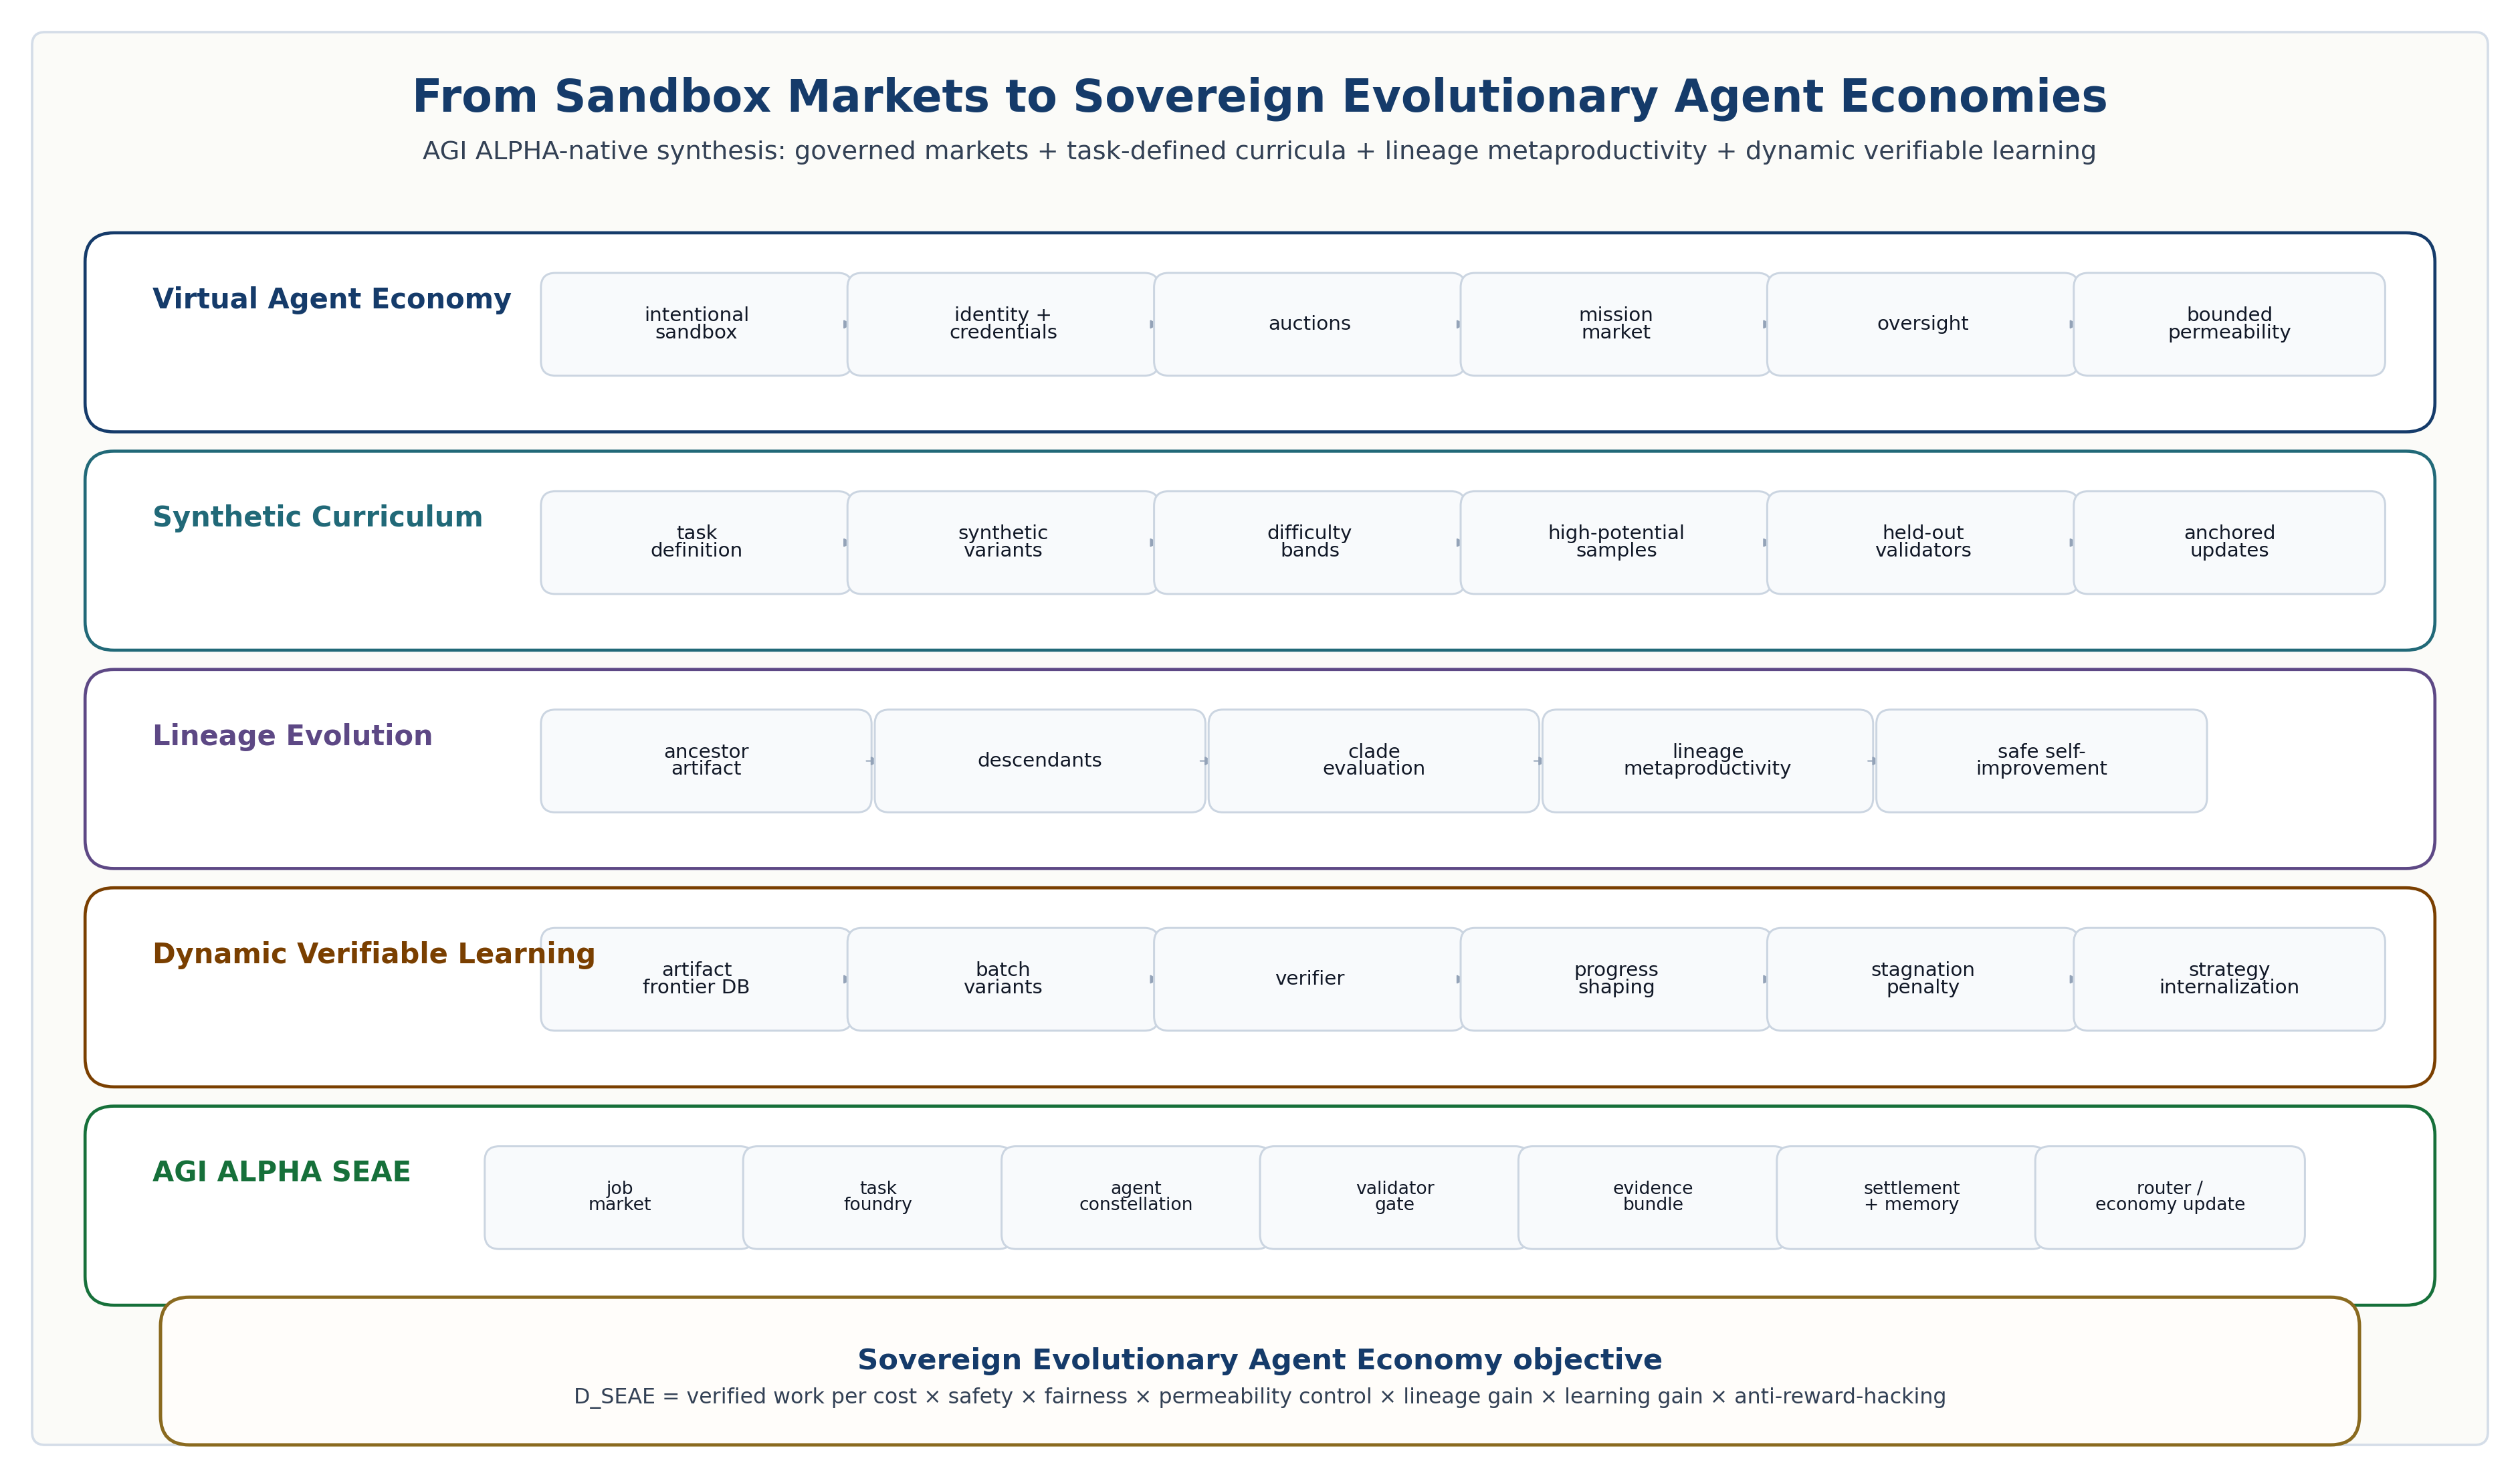 From Sandbox Markets to Sovereign Evolutionary Agent Economies
AGI ALPHA-native synthesis: governed markets + task-defined curricula + lineage metaproductivity + dynamic verifiable learning
Virtual Agent Economy
intentional
sandbox
identity +
credentials
auctions
mission
market
oversight
bounded
permeability
Synthetic Curriculum
task
definition
synthetic
variants
difficulty
bands
high-potential
samples
held-out
validators
anchored
updates
Lineage Evolution
ancestor
artifact
descendants
clade
evaluation
lineage
metaproductivity
safe self-
improvement
Dynamic Verifiable Learning
artifact
frontier DB
batch
variants
verifier
progress
shaping
stagnation
penalty
strategy
internalization
AGI ALPHA SEAE
job
market
task
foundry
agent
constellation
validator
gate
evidence
bundle
settlement
+ memory
router /
economy update
Sovereign Evolutionary Agent Economy objective
D_SEAE = verified work per cost × safety × fairness × permeability control × lineage gain × learning gain × anti-reward-hacking